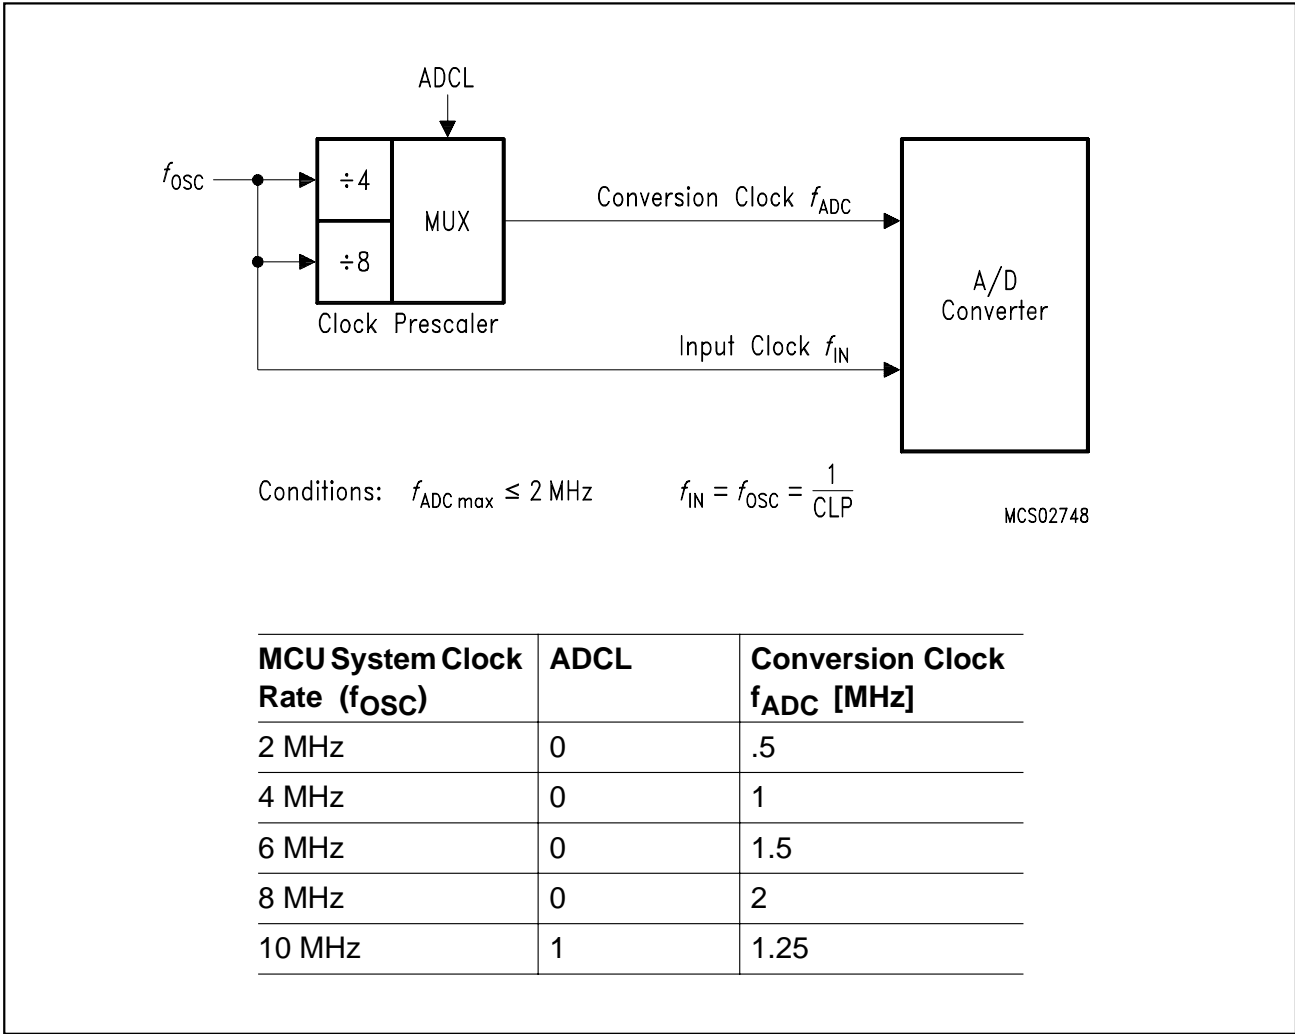 ADCL
fOSC
÷4
MUX
÷8
Clock Prescaler
Conversion Clock fADC
Input Clock fIN
A/D
Converter
Conditions: fADC max ≤ 2 MHz fIN = fOSC = 1/CLP
MCS02748
MCU System Clock Rate (fOSC) ADCL Conversion Clock fADC [MHz]
2 MHz 0 .5
4 MHz 0 1
6 MHz 0 1.5
8 MHz 0 2
10 MHz 1 1.25